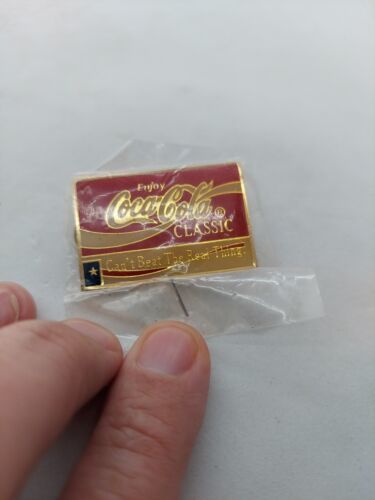 Enjoy
Coca-Cola ®
CLASSIC
Can't Beat The Real Thing.